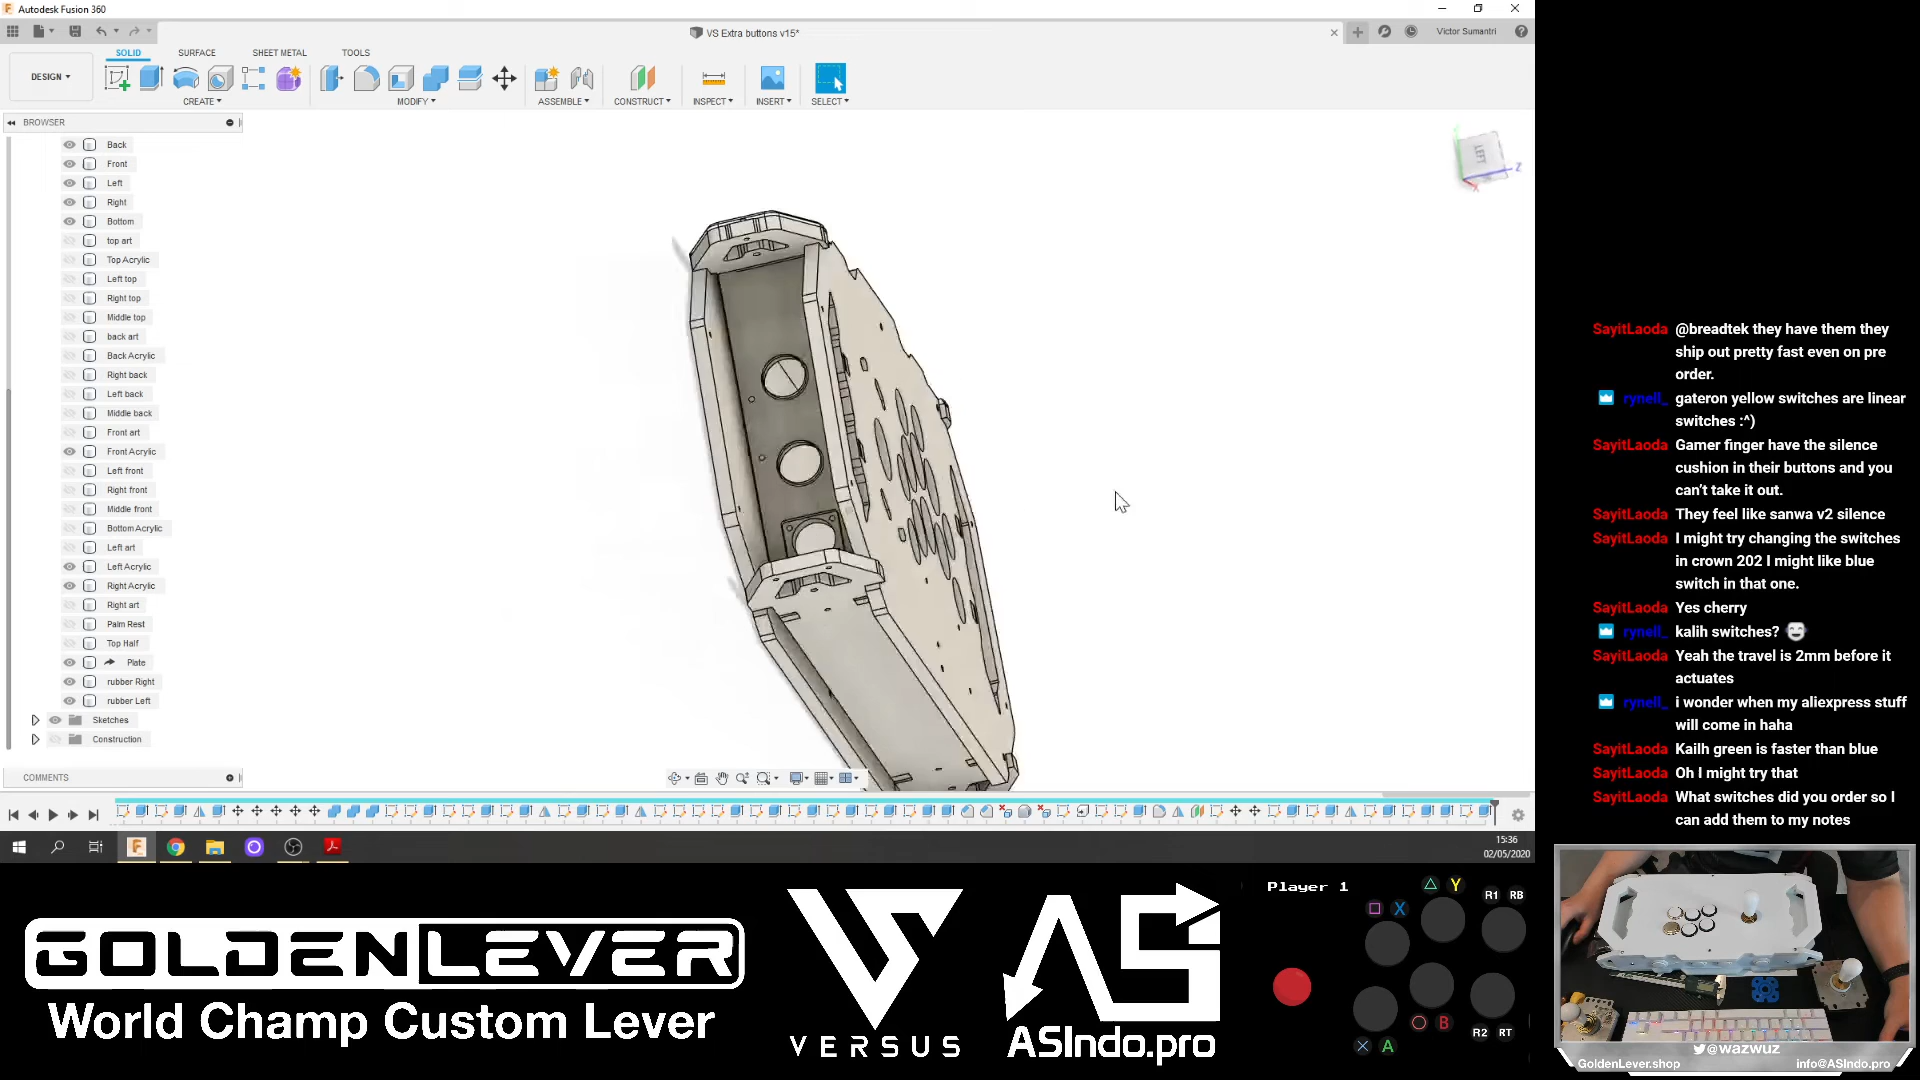 Autodesk Fusion 360
VS Extra buttons v15*
Victor Sumantri
SOLID SURFACE SHEET METAL TOOLS
DESIGN
CREATE MODIFY ASSEMBLE CONSTRUCT INSPECT INSERT SELECT
BROWSER
Back
Front
Left
Right
Bottom
top art
Top Acrylic
Left top
Right top
Middle top
back art
Back Acrylic
Right back
Left back
Middle back
Front art
Front Acrylic
Left front
Right front
Middle front
Bottom Acrylic
Left art
Left Acrylic
Right Acrylic
Right art
Palm Rest
Top Half
Plate
rubber Right
rubber Left
Sketches
Construction
COMMENTS
LEFT
Z
X
15:36
02/05/2020
SayitLaoda @breadtek they have them they
ship out pretty fast even on pre
order.
rynell_ gateron yellow switches are linear
switches :^)
SayitLaoda Gamer finger have the silence
cushion in their buttons and you
can't take it out.
SayitLaoda They feel like sanwa v2 silence
SayitLaoda I might try changing the switches
in crown 202 I might like blue
switch in that one.
SayitLaoda Yes cherry
rynell_ kalih switches?
SayitLaoda Yeah the travel is 2mm before it
actuates
rynell_ i wonder when my aliexpress stuff
will come in haha
SayitLaoda Kailh green is faster than blue
SayitLaoda Oh I might try that
SayitLaoda What switches did you order so I
can add them to my notes
GOLDENLEVER
World Champ Custom Lever
VERSUS
AS
ASIndo.pro
Player 1
Y
R1 RB
X
B
R2 RT
A
@wazwuz
GoldenLever.shop
info@ASIndo.pro